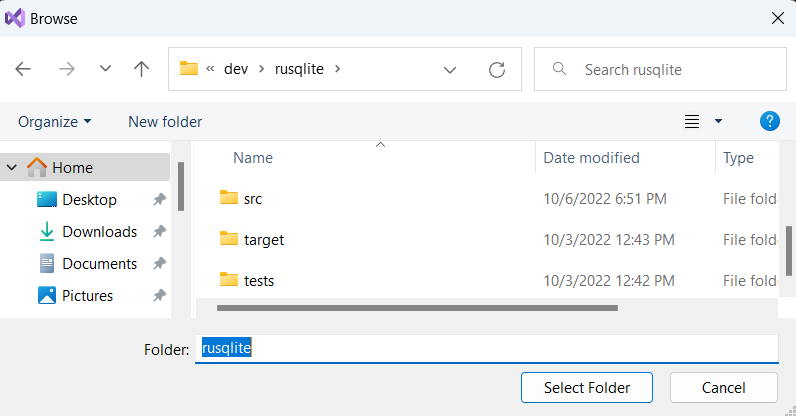 Browse
dev rusqlite
Search rusqlite
Organize New folder
?
Name Date modified Type
Home
Desktop
Downloads
Documents
Pictures
src 10/6/2022 6:51 PM File fold
target 10/3/2022 12:43 PM File fold
tests 10/3/2022 12:42 PM File fold
Folder: rusqlite
Select Folder Cancel